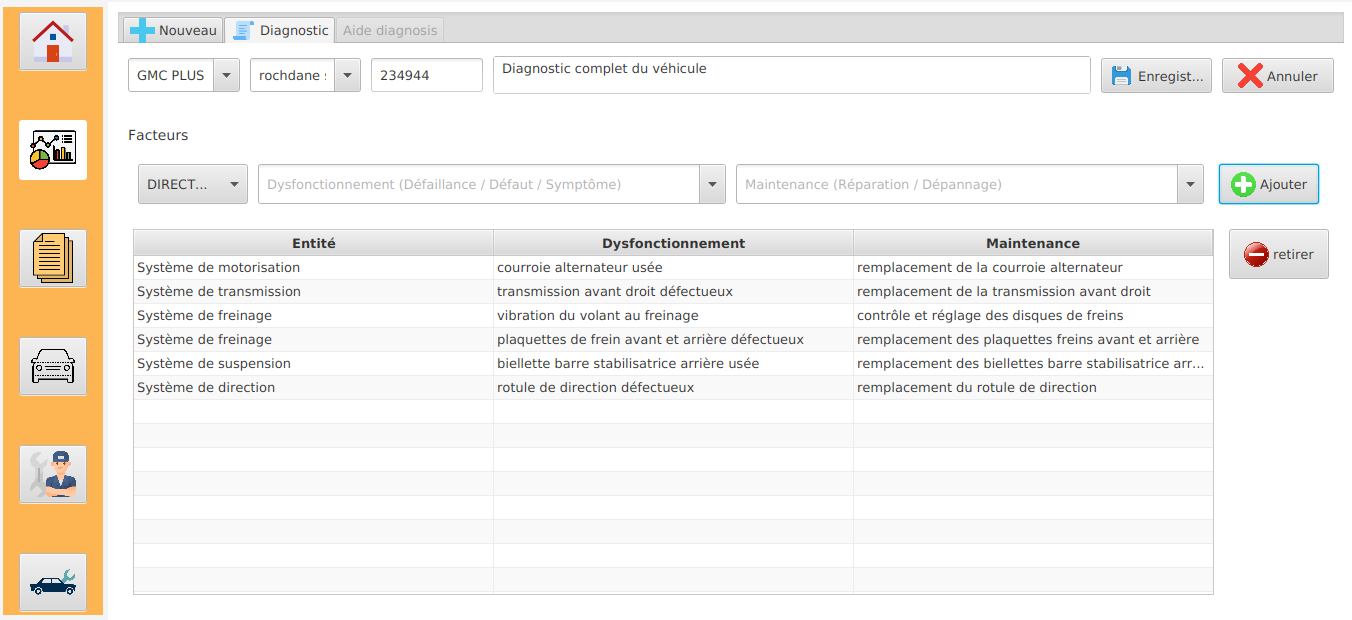 Nouveau Diagnostic Aide diagnosis
GMC PLUS rochdane 234944 Diagnostic complet du véhicule Enregist... Annuler
Facteurs
DIRECT... Dysfonctionnement (Défaillance / Défaut / Symptôme) Maintenance (Réparation / Dépannage) Ajouter
Entité Dysfonctionnement Maintenance
retirer
Système de motorisation courroie alternateur usée remplacement de la courroie alternateur
Système de transmission transmission avant droit défectueux remplacement de la transmission avant droit
Système de freinage vibration du volant au freinage contrôle et réglage des disques de freins
Système de freinage plaquettes de frein avant et arrière défectueux remplacement des plaquettes freins avant et arrière
Système de suspension biellette barre stabilisatrice arrière usée remplacement des biellettes barre stabilisatrice arr...
Système de direction rotule de direction défectueux remplacement du rotule de direction